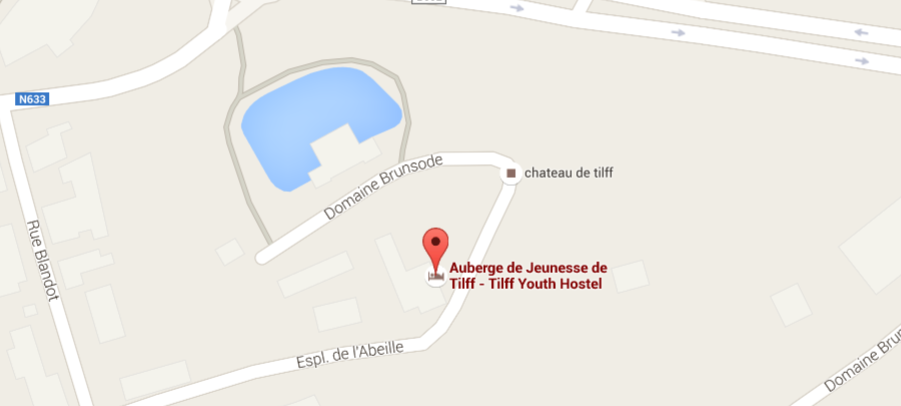 N633
Domaine Brunsode
chateau de tilff
Rue Blandot
Auberge de Jeunesse de
Tilff - Tilff Youth Hostel
Espl. de l'Abeille
Domaine Brun